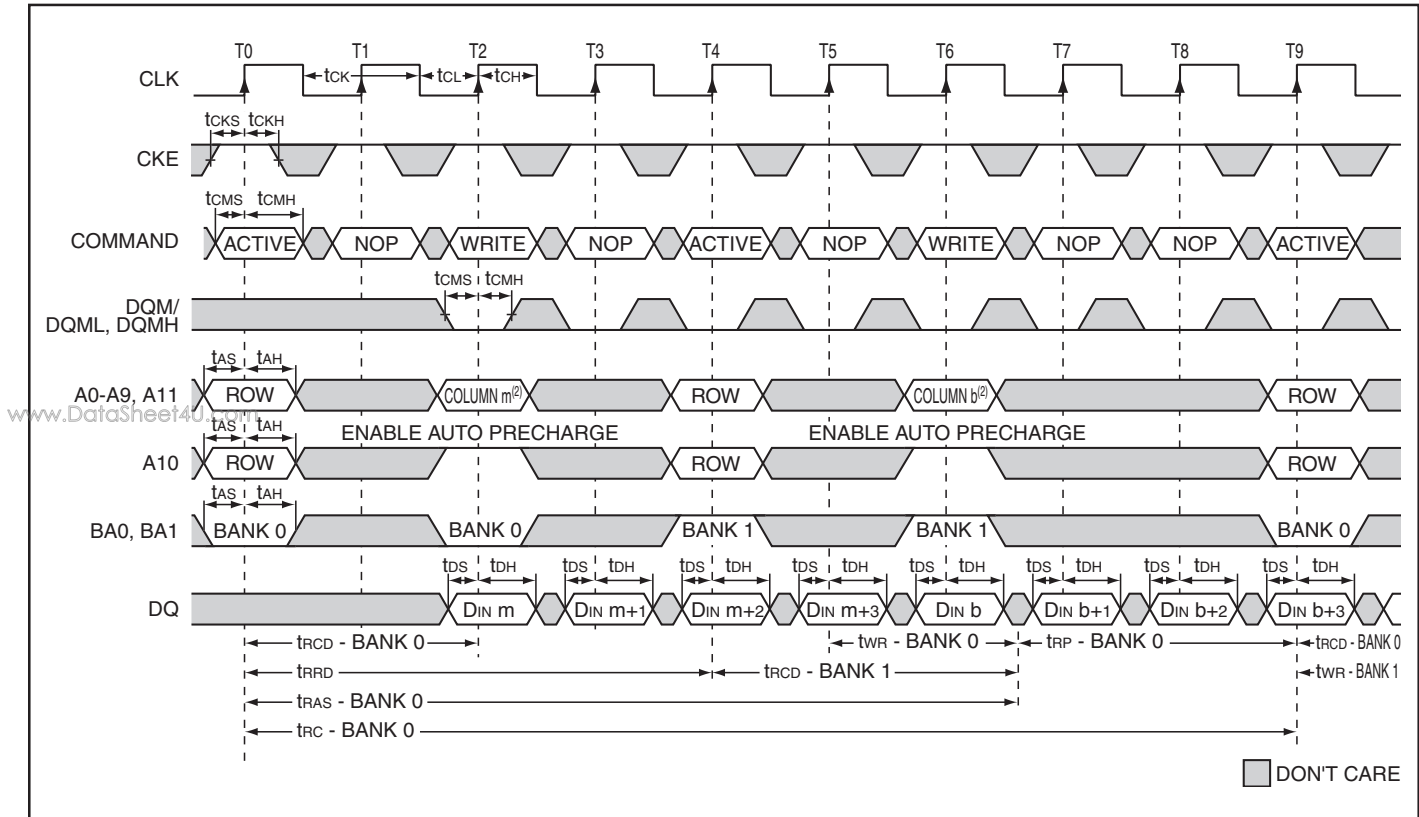 T0 T1 T2 T3 T4 T5 T6 T7 T8 T9
CLK
tCK tCL tCH
tCKS tCKH
CKE
tCMS tCMH
COMMAND ACTIVE NOP WRITE NOP ACTIVE NOP WRITE NOP NOP ACTIVE
tCMS tCMH
DQM/
DQML, DQMH
tAS tAH
A0-A9, A11 ROW COLUMN m(2) ROW COLUMN b(2) ROW
www.DataSheet4U.com
tAS tAH ENABLE AUTO PRECHARGE ENABLE AUTO PRECHARGE
A10 ROW ROW ROW
tAS tAH
BA0, BA1 BANK 0 BANK 0 BANK 1 BANK 1 BANK 0
tDS tDH tDS tDH tDS tDH tDS tDH tDS tDH tDS tDH tDS tDH tDS tDH
DQ DIN m DIN m+1 DIN m+2 DIN m+3 DIN b DIN b+1 DIN b+2 DIN b+3
tRCD - BANK 0 tWR - BANK 0 tRP - BANK 0 tRCD - BANK 0
tRRD tRCD - BANK 1 tWR - BANK 1
tRAS - BANK 0
tRC - BANK 0
DON'T CARE